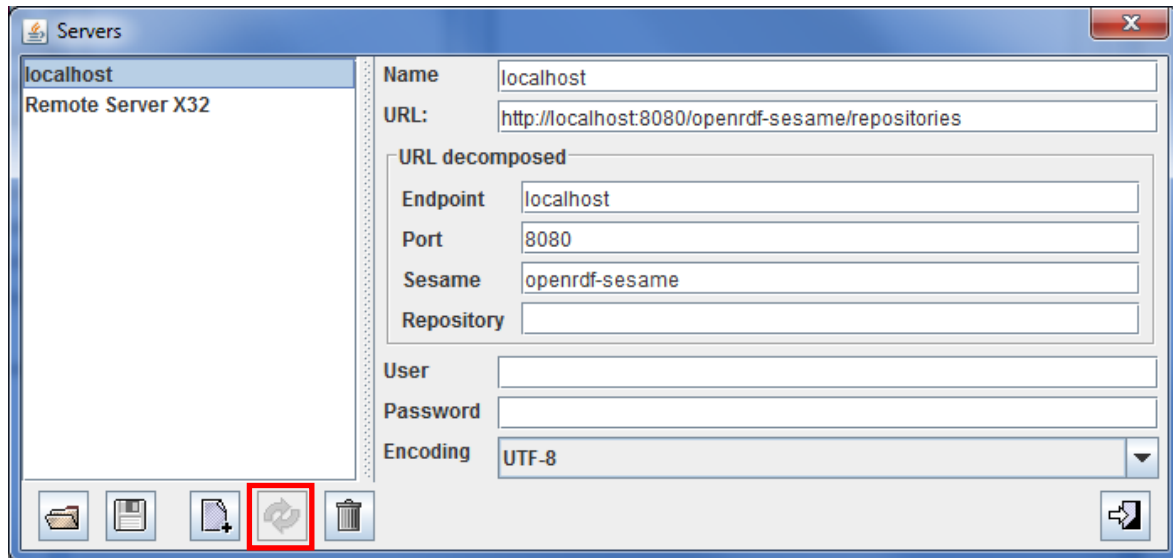 Servers
X
localhost
Remote Server X32
Name localhost
URL: http://localhost:8080/openrdf-sesame/repositories
URL decomposed
Endpoint localhost
Port 8080
Sesame openrdf-sesame
Repository
User
Password
Encoding UTF-8